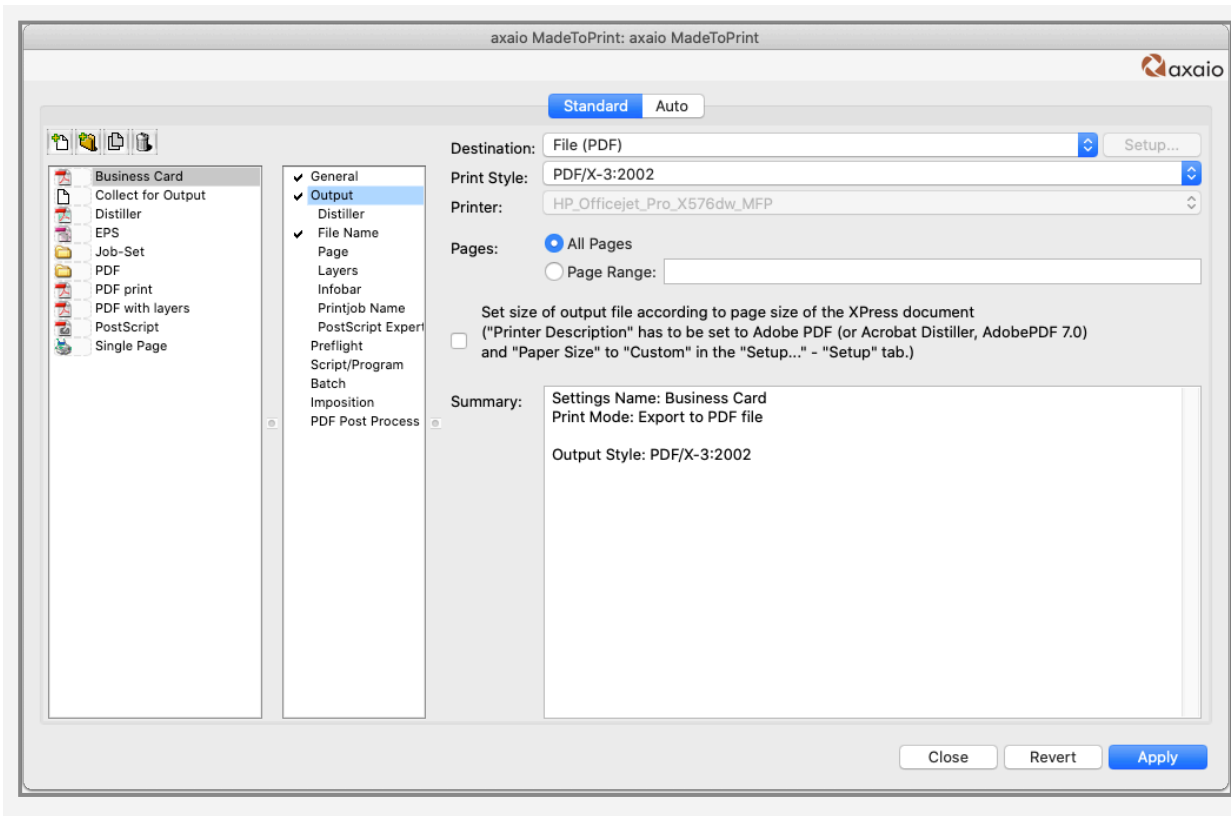 axaio MadeToPrint: axaio MadeToPrint
axaio
Standard
Auto
Business Card
Collect for Output
Distiller
EPS
Job-Set
PDF
PDF print
PDF with layers
PostScript
Single Page
General
Output
Distiller
File Name
Page
Layers
Infobar
Printjob Name
PostScript Expert
Preflight
Script/Program
Batch
Imposition
PDF Post Process
Destination: File (PDF) Setup...
Print Style: PDF/X-3:2002
Printer: HP_Officejet_Pro_X576dw_MFP
Pages: All Pages
Page Range:
Set size of output file according to page size of the XPress document
("Printer Description" has to be set to Adobe PDF (or Acrobat Distiller, AdobePDF 7.0)
and "Paper Size" to "Custom" in the "Setup..." - "Setup" tab.)
Summary: Settings Name: Business Card
Print Mode: Export to PDF file
Output Style: PDF/X-3:2002
Close Revert Apply